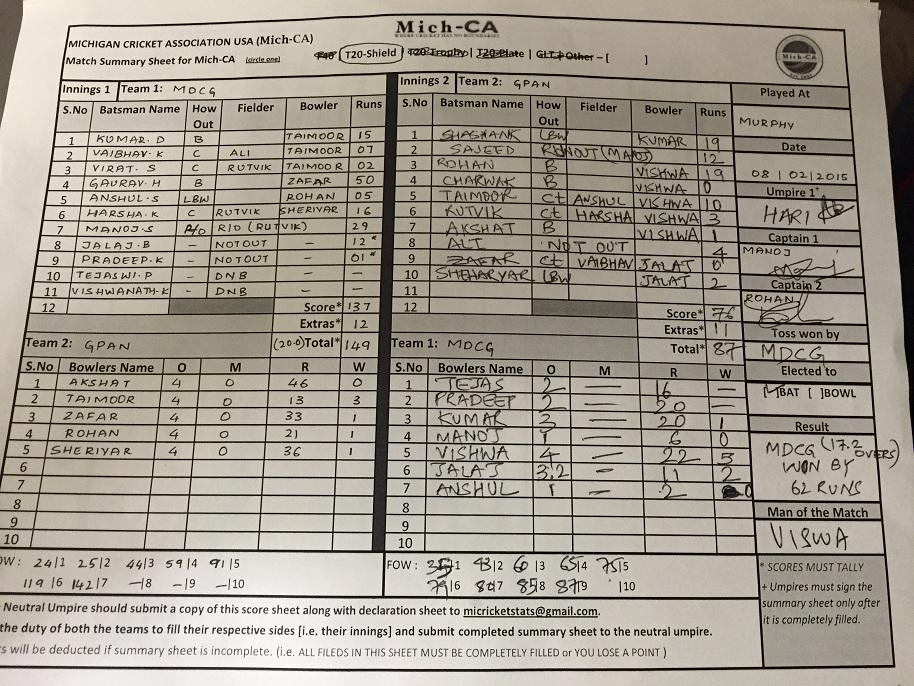 Mich-CA
WHERE CRICKET HAS NO BOUNDARIES
MICHIGAN CRICKET ASSOCIATION USA (Mich-CA)
Match Summary Sheet for Mich-CA (circle one) F40 | T20-Shield | T20-Trophy | T20-Plate | GLT | Other – [ ]
Mich-CA
Innings 1 Team 1: MDCG
S.No Batsman Name How Out Fielder Bowler Runs
1 KUMAR.D B TAIMOOR 15
2 VAIBHAV.K C ALI TAIMOOR 07
3 VIRAT.S C RUTVIK TAIMOOR 02
4 GAURAV.H B ZAFAR 50
5 ANSHUL.S LBW ROHAN 05
6 HARSHA.K C RUTVIK SHERIYAR 16
7 MANOJ.S R/O R10 (RUTVIK) 29
8 JALAJ.B – NOTOUT – 12*
9 PRADEEP.K – NOTOUT – 01*
10 TEJASWI.P – DNB – –
11 VISHWANATH.K – DNB – –
12
Score* 137
Extras* 12
(20.0) Total* 149
Team 2: GPAN
S.No Bowlers Name O M R W
1 AKSHAT 4 0 46 0
2 TAIMOOR 4 0 13 3
3 ZAFAR 4 0 33 1
4 ROHAN 4 0 21 1
5 SHERIYAR 4 0 36 1
6
7
8
9
10
OW : 24|1 25|2 44|3 59|4 91|5
119|6 142|7 –|8 –|9 –|10
Innings 2 Team 2: GPAN
S.No Batsman Name How Out Fielder Bowler Runs
1 SHASHANK LBW KUMAR 19
2 SAJEED RUNOUT (MANOJ) 12
3 ROHAN B VISHWA 19
4 CHARWAK B VISHWA 0
5 TAIMOOR Ct ANSHUL VISHWA 10
6 RUTVIK Ct HARSHA VISHWA 3
7 AKSHAT B VISHWA 1
8 ALI NOT OUT 4
9 ZAFAR Ct VAIBHAV JALAT 0
10 SHEHARYAR LBW JALAT 2
11
12
Score* 76
Extras* 11
Total* 87
Team 1: MDCG
S.No Bowlers Name O M R W
1 TEJAS 2 — 16 —
2 PRADEEP 2 — 20 —
3 KUMAR 3 — 20 1
4 MANOJ 1 — 6 0
5 VISHWA 4 — 22 5
6 JALAJ 3.2 – 11 2
7 ANSHUL 1 – 2 0
8
9
10
FOW : |1 43|2 60|3 65|4 75|5
79|6 80|7 85|8 87|9 |10
Played At
MURPHY
Date
08 | 02 | 2015
Umpire 1*
HARI
Captain 1
MANOJ
Captain 2
ROHAN
Toss won by
MDCG
Elected to
[ ]BAT [ ]BOWL
Result
MDCG (17.2 OVERS)
WON BY
62 RUNS
Man of the Match
VISWA
* SCORES MUST TALLY
+ Umpires must sign the
summary sheet only after
it is completely filled.
Neutral Umpire should submit a copy of this score sheet along with declaration sheet to micricketstats@gmail.com.
the duty of both the teams to fill their respective sides [i.e. their innings] and submit completed summary sheet to the neutral umpire.
s will be deducted if summary sheet is incomplete. (i.e. ALL FILEDS IN THIS SHEET MUST BE COMPLETELY FILLED or YOU LOSE A POINT )